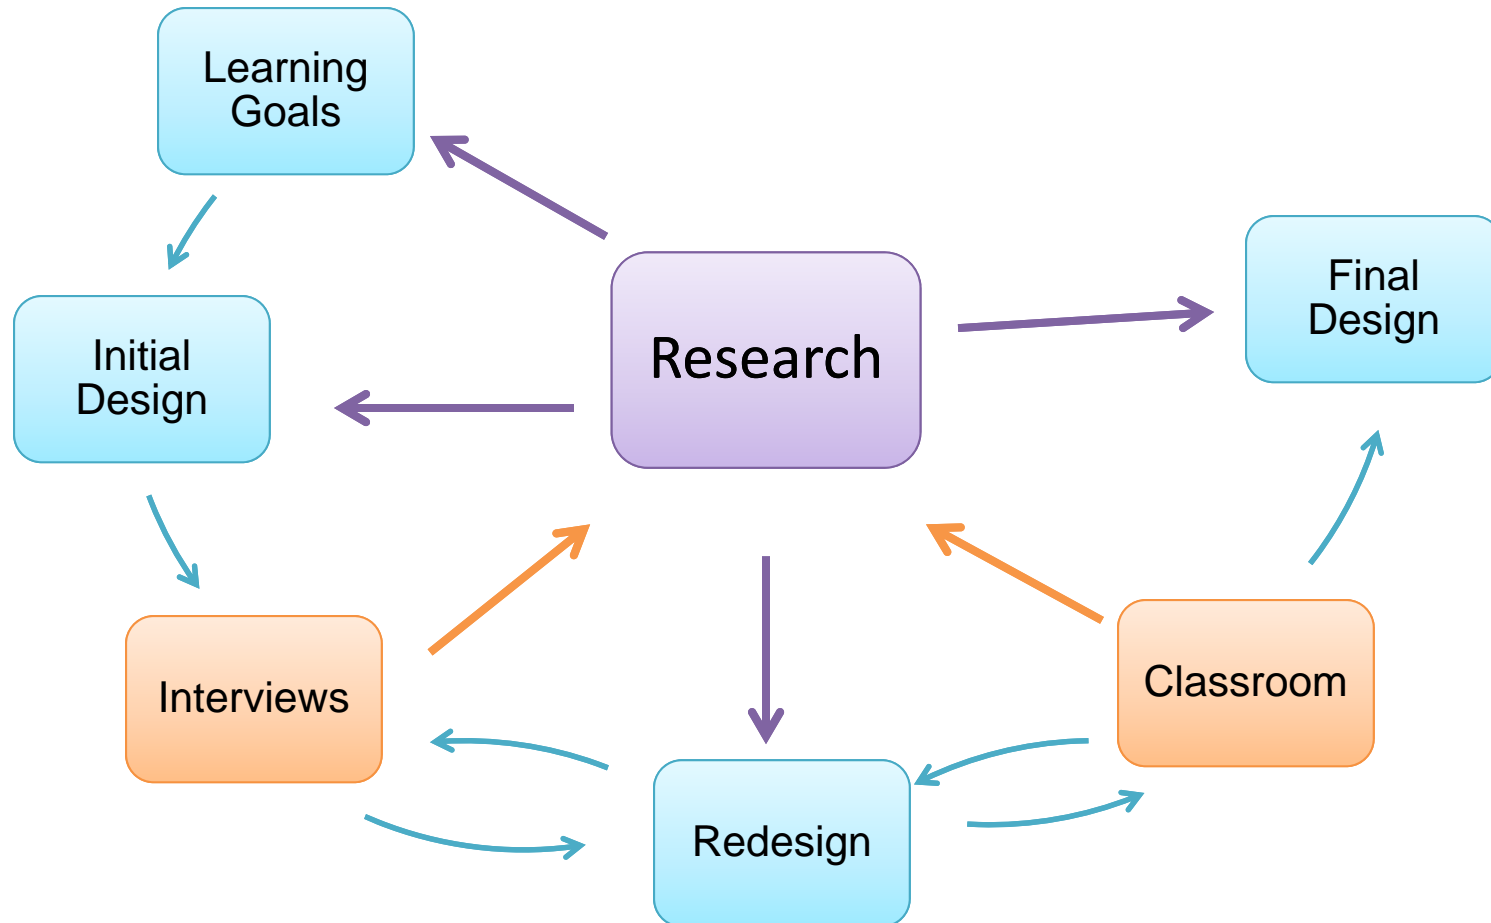 Learning
Goals
Final
Design
Research
Initial
Design
Interviews
Classroom
Redesign